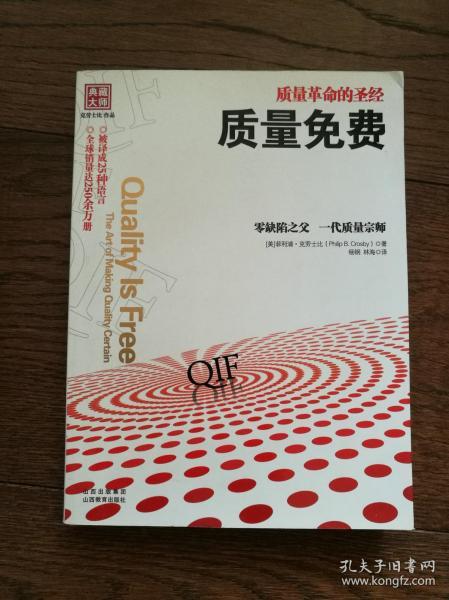 典藏
大师
克劳士比 作品
◎被译成25种语言
◎全球销量达250余万册
质量革命的圣经
质量免费
零缺陷之父 一代质量宗师
[美]菲利浦·克劳士比(Philip B. Crosby)◎著
杨钢 林海◎译
Quality Is Free
The Art of Making Quality Certain
QIF
QIF
山西出版集团
山西教育出版社
孔夫子旧书网
www.kongfz.com